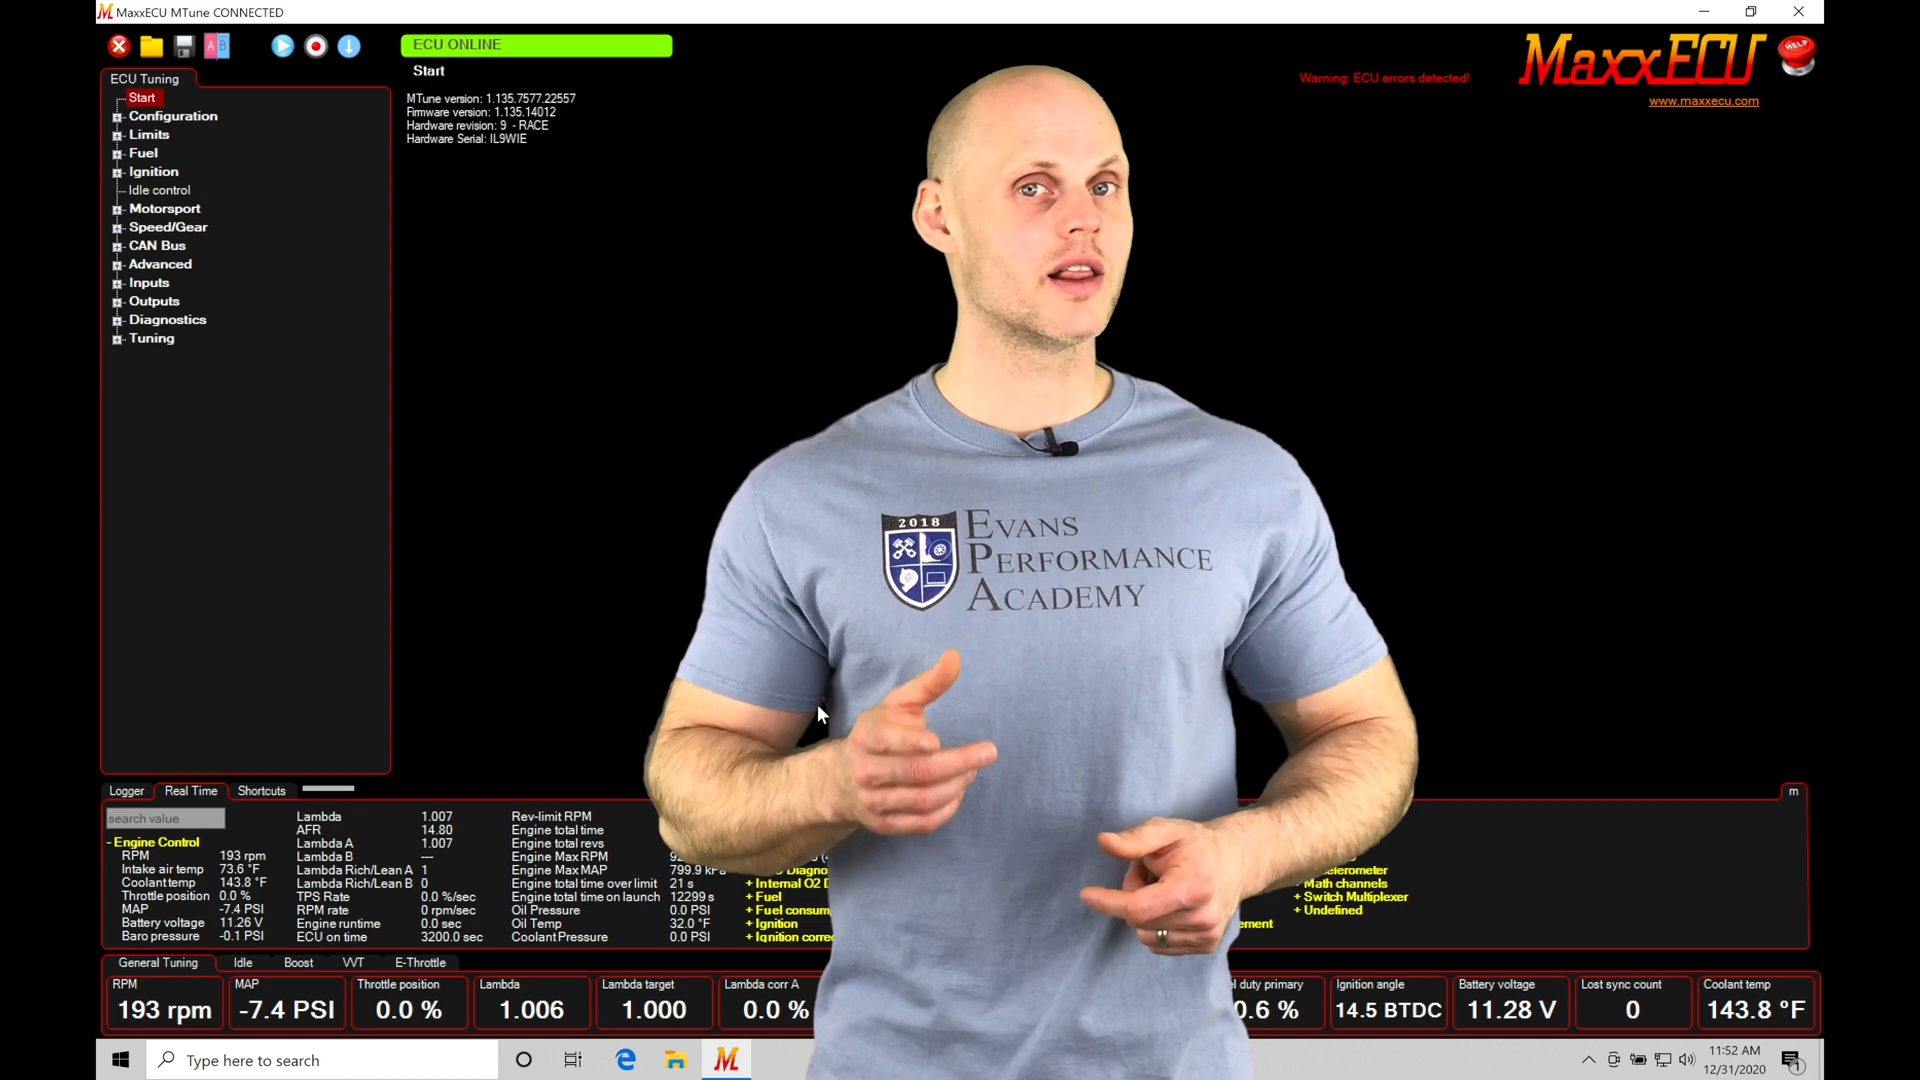 MaxxECU MTune CONNECTED
ECU ONLINE
Start
Warning: ECU errors detected!
MaxxECU
HELP
www.maxxecu.com
ECU Tuning
MTune version: 1.135.7577.22557
Firmware version: 1.135.14012
Hardware revision: 9 - RACE
Hardware Serial: IL9WIE
Start
Configuration
Limits
Fuel
Ignition
Idle control
Motorsport
Speed/Gear
CAN Bus
Advanced
Inputs
Outputs
Diagnostics
Tuning
2018
EVANS
PERFORMANCE
ACADEMY
Logger Real Time Shortcuts m
search value
- Engine Control
RPM 193 rpm
Intake air temp 73.6 °F
Coolant temp 143.8 °F
Throttle position 0.0 %
MAP -7.4 PSI
Battery voltage 11.26 V
Baro pressure -0.1 PSI
Lambda 1.007
AFR 14.80
Lambda A 1.007
Lambda B ---
Lambda Rich/Lean A 1
Lambda Rich/Lean B 0
TPS Rate 0.0 %/sec
RPM rate 0 rpm/sec
Engine runtime 0.0 sec
ECU on time 3200.0 sec
Rev-limit RPM
Engine total time
Engine total revs
Engine Max RPM
Engine Max MAP 799.9
Engine total time over limit 21 s
Engine total time on launch 12299 s
Oil Pressure 0.0 PSI
Oil Temp 32.0 °F
Coolant Pressure 0.0 PSI
+ Internal O2
+ Fuel
+ Fuel
+ Ignition
+ Ignition
+ Math channels
+ Switch Multiplexer
+ Undefined
General Tuning Idle Boost VVT E-Throttle
RPM
193 rpm
MAP
-7.4 PSI
Throttle position
0.0 %
Lambda
1.006
Lambda target
1.000
Lambda corr A
0.0 %
duty primary
0.6 %
Ignition angle
14.5 BTDC
Battery voltage
11.28 V
Lost sync count
0
Coolant temp
143.8 °F
Type here to search
11:52 AM
12/31/2020
1